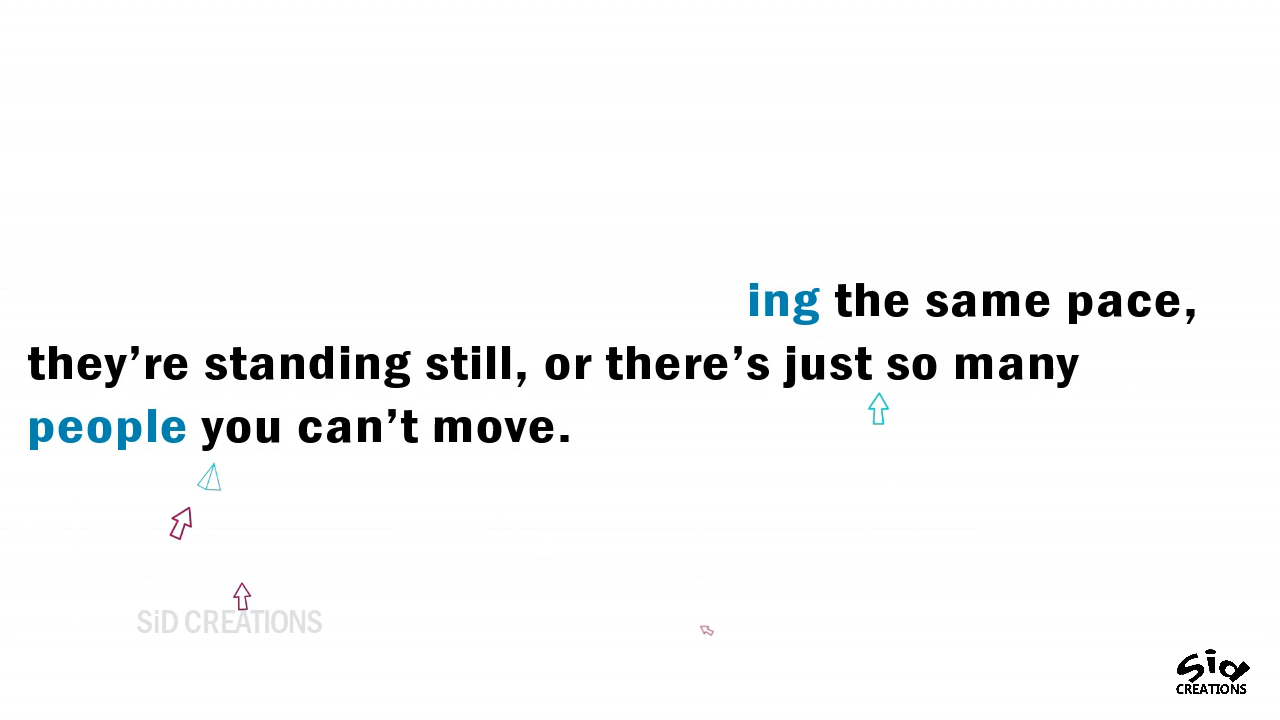 ing the same pace,
they’re standing still, or there’s just so many
people you can’t move.
SiD CREATIONS
Sid
CREATIONS